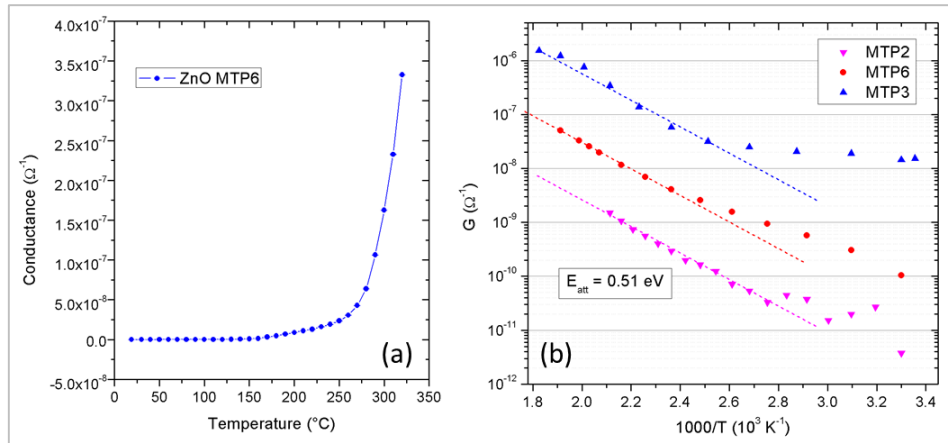 4.0x10⁻⁷
3.5x10⁻⁷
3.0x10⁻⁷
2.5x10⁻⁷
2.0x10⁻⁷
1.5x10⁻⁷
1.0x10⁻⁷
5.0x10⁻⁸
0.0
-5.0x10⁻⁸
Conductance (Ω⁻¹)
ZnO MTP6
(a)
0 50 100 150 200 250 300 350
Temperature (°C)
10⁻⁶
10⁻⁷
10⁻⁸
10⁻⁹
10⁻¹⁰
10⁻¹¹
10⁻¹²
G (Ω⁻¹)
MTP2
MTP6
MTP3
E_att = 0.51 eV
(b)
1.8 2.0 2.2 2.4 2.6 2.8 3.0 3.2 3.4
1000/T (10³ K⁻¹)